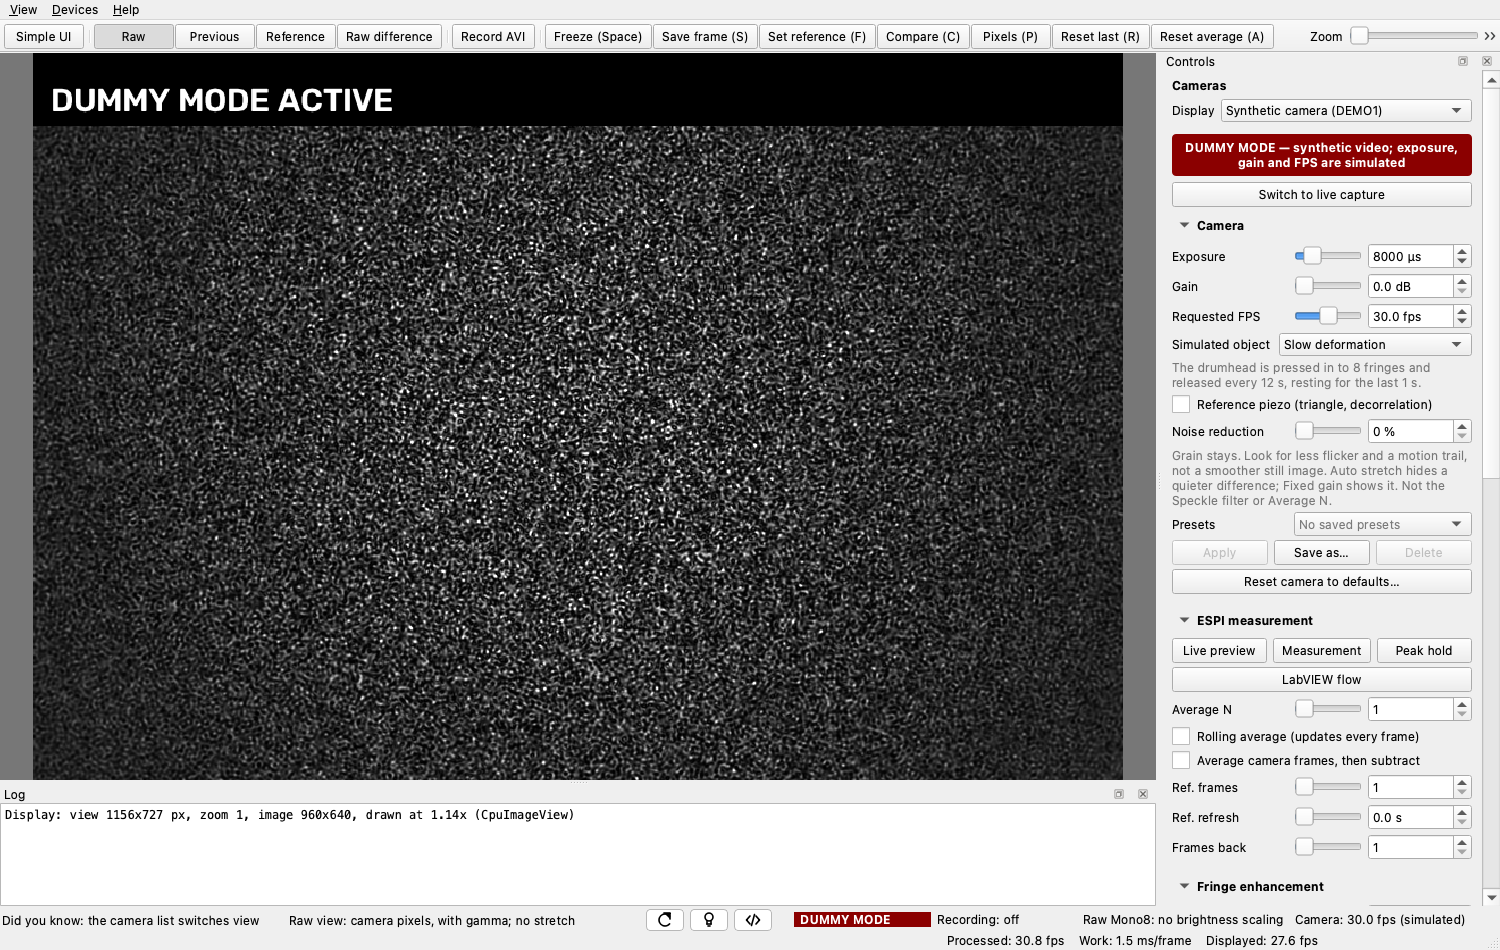 View Devices Help
Simple UI Raw Previous Reference Raw difference Record AVI Freeze (Space) Save frame (S) Set reference (F) Compare (C) Pixels (P) Reset last (R) Reset average (A) Zoom
DUMMY MODE ACTIVE
Controls
Cameras
Display Synthetic camera (DEMO1)
DUMMY MODE — synthetic video; exposure,
gain and FPS are simulated
Switch to live capture
Camera
Exposure 8000 µs
Gain 0.0 dB
Requested FPS 30.0 fps
Simulated object Slow deformation
The drumhead is pressed in to 8 fringes and
released every 12 s, resting for the last 1 s.
Reference piezo (triangle, decorrelation)
Noise reduction 0 %
Grain stays. Look for less flicker and a motion trail,
not a smoother still image. Auto stretch hides a
quieter difference; Fixed gain shows it. Not the
Speckle filter or Average N.
Presets No saved presets
Apply Save as... Delete
Reset camera to defaults...
ESPI measurement
Live preview Measurement Peak hold
LabVIEW flow
Average N 1
Rolling average (updates every frame)
Average camera frames, then subtract
Ref. frames 1
Ref. refresh 0.0 s
Frames back 1
Fringe enhancement
Log
Display: view 1156x727 px, zoom 1, image 960x640, drawn at 1.14x (CpuImageView)
Did you know: the camera list switches view Raw view: camera pixels, with gamma; no stretch DUMMY MODE Recording: off Raw Mono8: no brightness scaling Camera: 30.0 fps (simulated)
Processed: 30.8 fps Work: 1.5 ms/frame Displayed: 27.6 fps